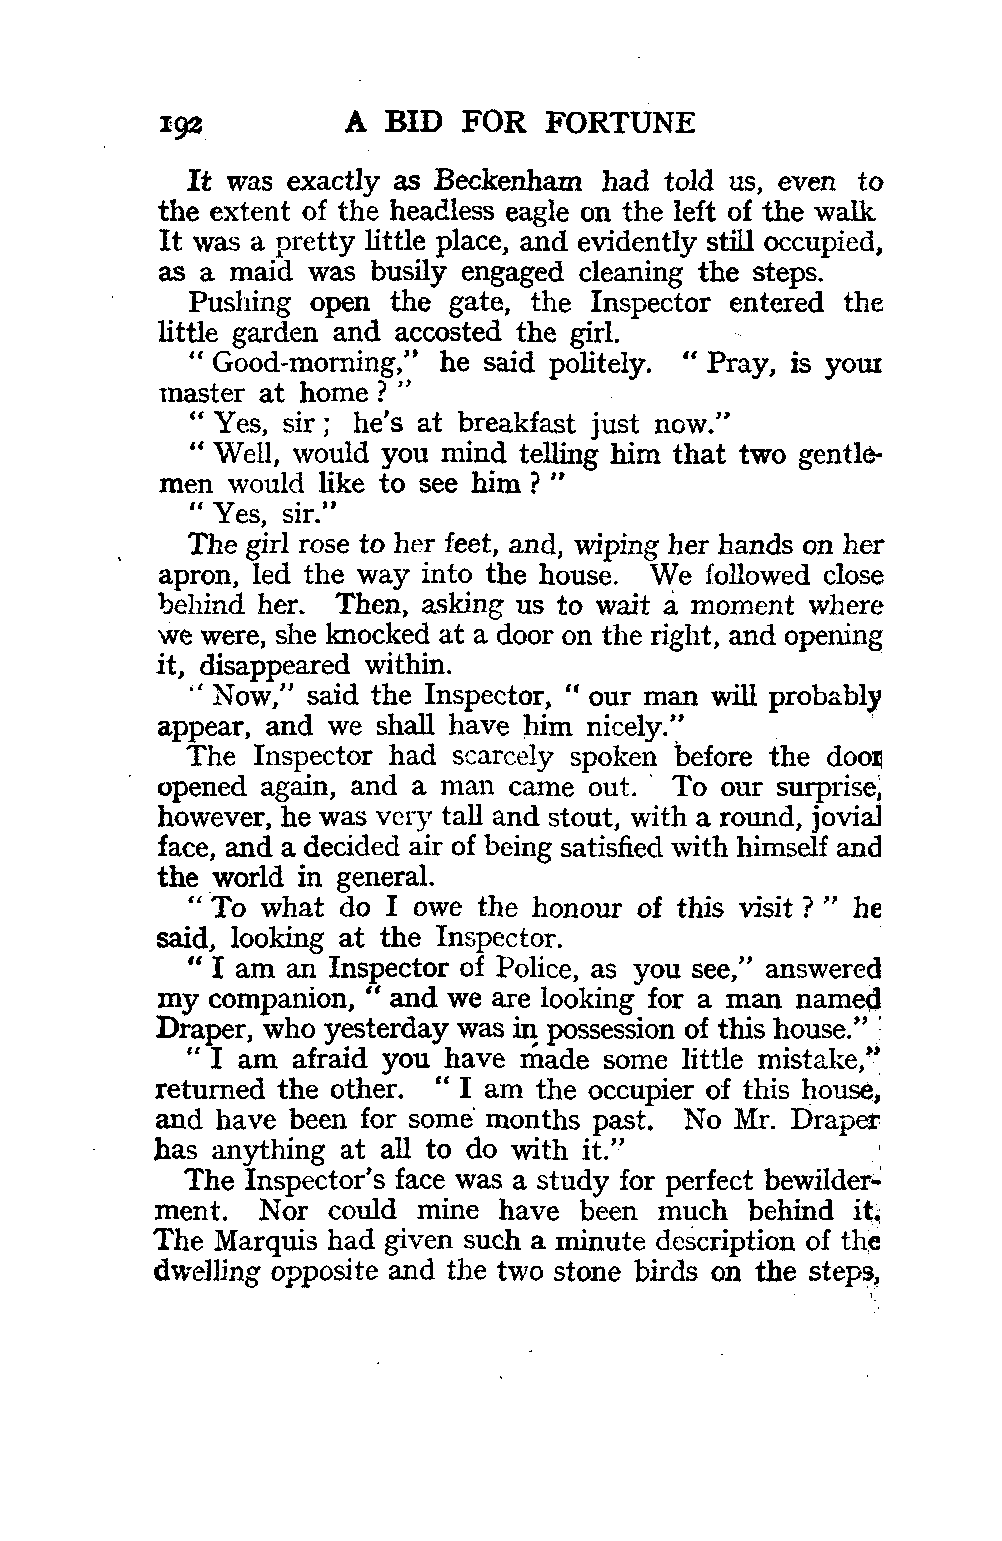 192 A BID FOR FORTUNE
It was exactly as Beckenham had told us, even to
the extent of the headless eagle on the left of the walk
It was a pretty little place, and evidently still occupied,
as a maid was busily engaged cleaning the steps.
Pushing open the gate, the Inspector entered the
little garden and accosted the girl.
" Good-morning," he said politely. " Pray, is your
master at home ? "
" Yes, sir ; he's at breakfast just now."
" Well, would you mind telling him that two gentle-
men would like to see him ? "
" Yes, sir."
The girl rose to her feet, and, wiping her hands on her
apron, led the way into the house. We followed close
behind her. Then, asking us to wait a moment where
we were, she knocked at a door on the right, and opening
it, disappeared within.
" Now," said the Inspector, " our man will probably
appear, and we shall have him nicely."
The Inspector had scarcely spoken before the door
opened again, and a man came out. To our surprise,
however, he was very tall and stout, with a round, jovial
face, and a decided air of being satisfied with himself and
the world in general.
" To what do I owe the honour of this visit ? " he
said, looking at the Inspector.
" I am an Inspector of Police, as you see," answered
my companion, " and we are looking for a man named
Draper, who yesterday was in possession of this house."
" I am afraid you have made some little mistake,"
returned the other. " I am the occupier of this house,
and have been for some months past. No Mr. Draper
has anything at all to do with it."
The Inspector's face was a study for perfect bewilder-
ment. Nor could mine have been much behind it.
The Marquis had given such a minute description of the
dwelling opposite and the two stone birds on the steps,